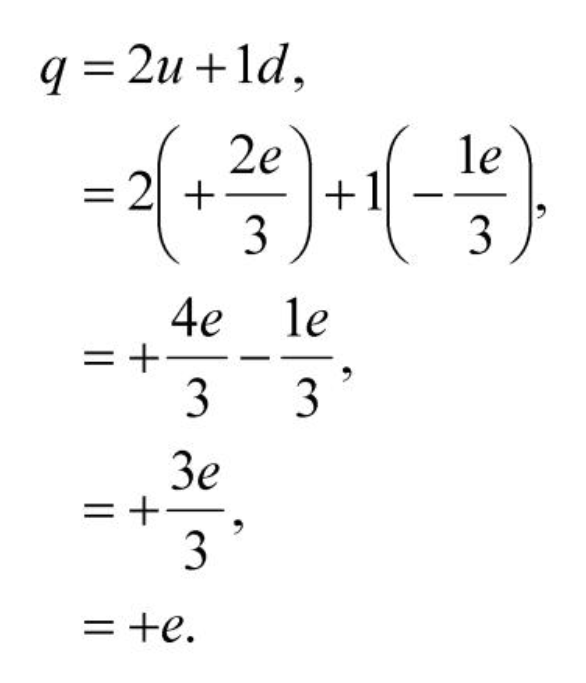 q = 2u + 1d,
= 2(+ 2e/3) + 1(− 1e/3),
= + 4e/3 − 1e/3,
= + 3e/3,
= +e.